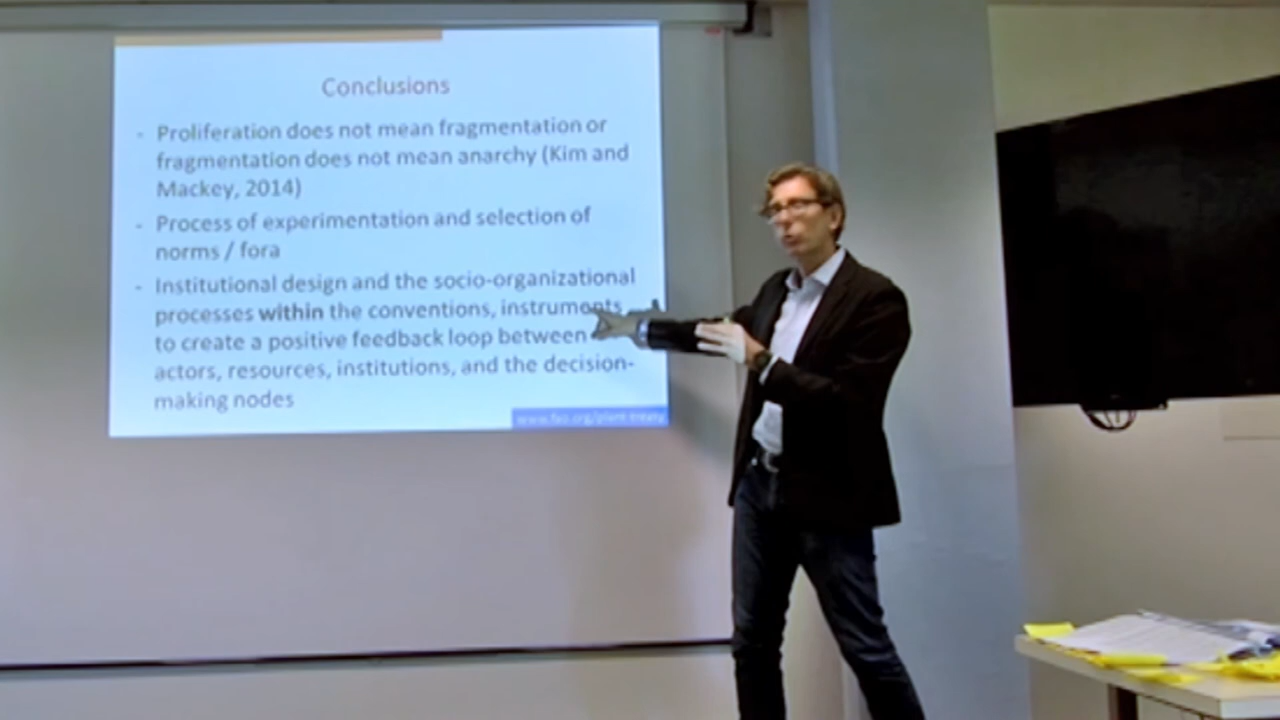 Conclusions
- Proliferation does not mean fragmentation or
fragmentation does not mean anarchy (Kim and
Mackey, 2014)
- Process of experimentation and selection of
norms / fora
- Institutional design and the socio-organizational
processes within the conventions, instruments
to create a positive feedback loop between
actors, resources, institutions, and the decision-
making nodes
www.fao.org/plant-treaty